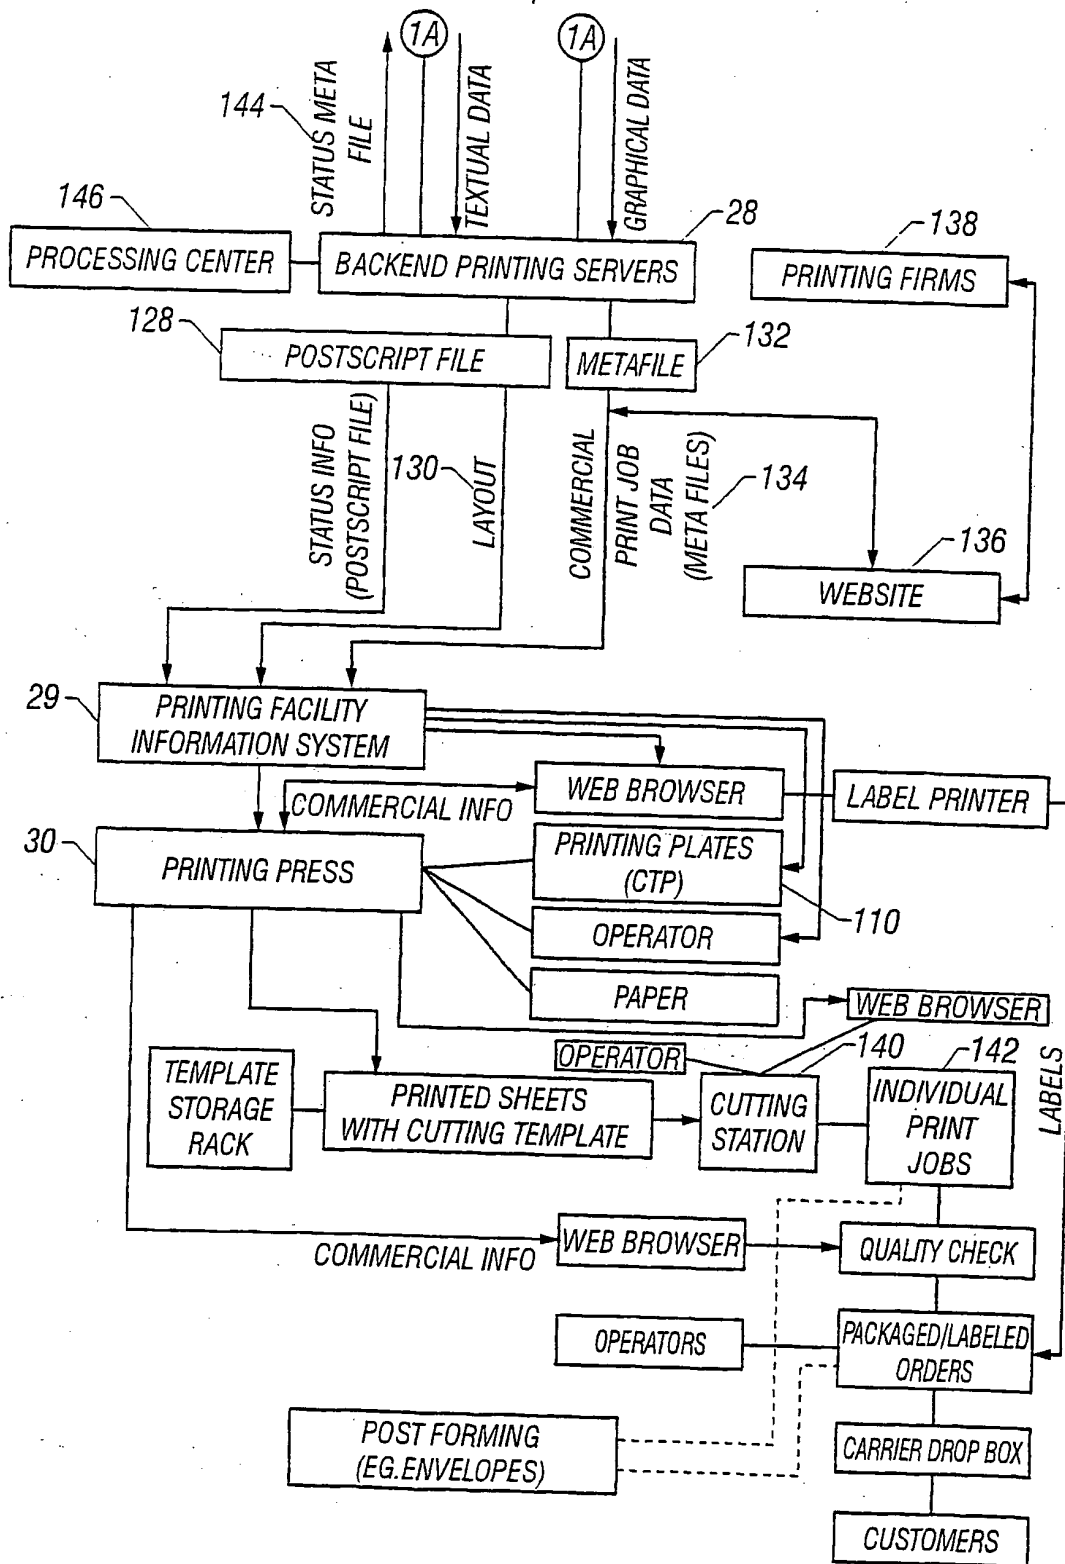 1A
1A
144
STATUS META
FILE
TEXTUAL DATA
GRAPHICAL DATA
146
28
138
PROCESSING CENTER
BACKEND PRINTING SERVERS
PRINTING FIRMS
128
132
POSTSCRIPT FILE
METAFILE
STATUS INFO
(POSTSCRIPT FILE)
130
LAYOUT
COMMERCIAL
PRINT JOB
DATA
(META FILES)
134
136
WEBSITE
29
PRINTING FACILITY
INFORMATION SYSTEM
COMMERCIAL INFO
WEB BROWSER
LABEL PRINTER
30
PRINTING PRESS
PRINTING PLATES
(CTP)
110
OPERATOR
PAPER
WEB BROWSER
OPERATOR
140
142
LABELS
TEMPLATE
STORAGE
RACK
PRINTED SHEETS
WITH CUTTING TEMPLATE
CUTTING
STATION
INDIVIDUAL
PRINT
JOBS
COMMERCIAL INFO
WEB BROWSER
QUALITY CHECK
OPERATORS
PACKAGED/LABELED
ORDERS
POST FORMING
(EG.ENVELOPES)
CARRIER DROP BOX
CUSTOMERS